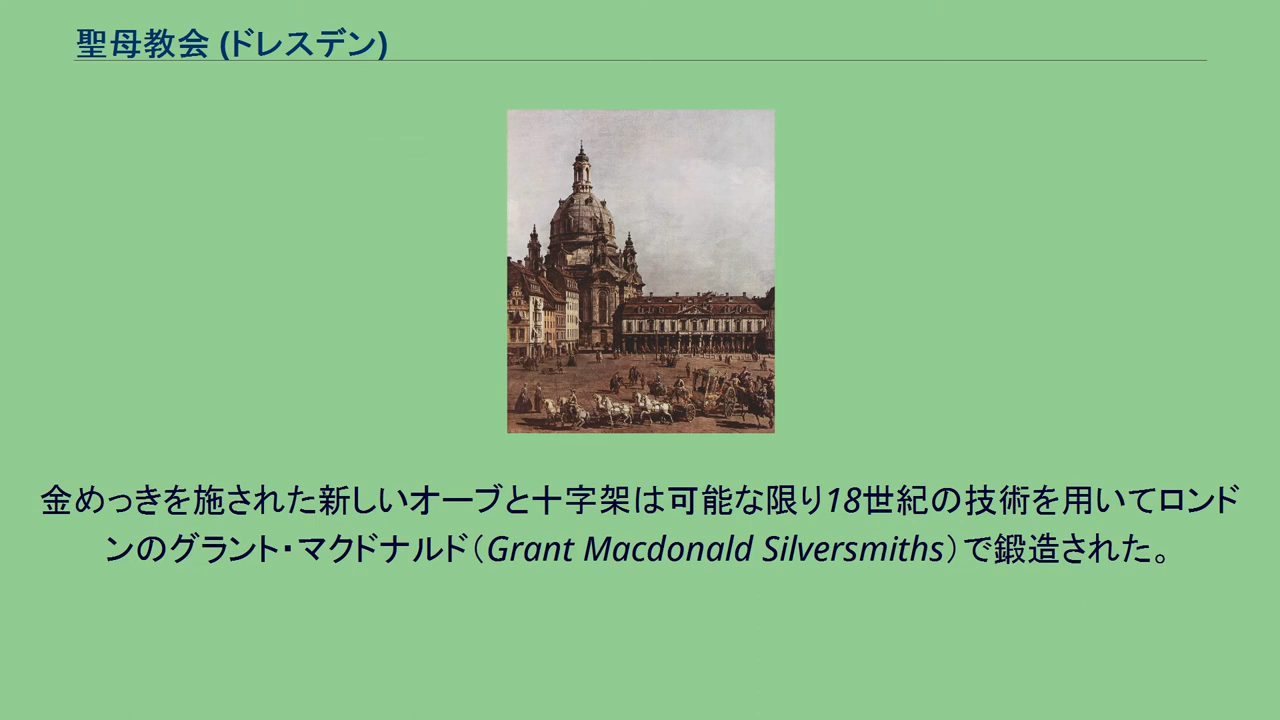 聖母教会 (ドレスデン)
金めっきを施された新しいオーブと十字架は可能な限り18世紀の技術を用いてロンド
ンのグラント・マクドナルド（Grant Macdonald Silversmiths）で鍛造された。